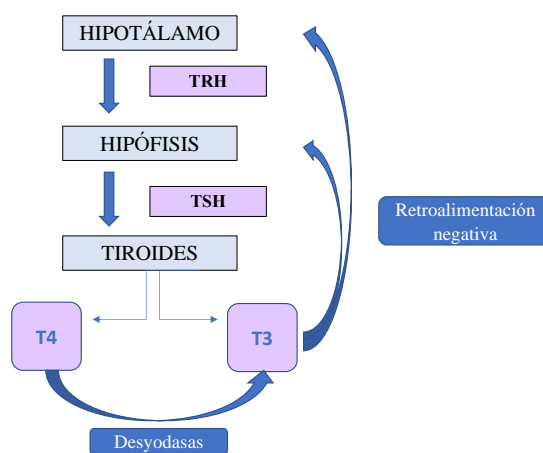 HIPOTÁLAMO
TRH
HIPÓFISIS
TSH
Retroalimentación
negativa
TIROIDES
T4
T3
Desyodasas